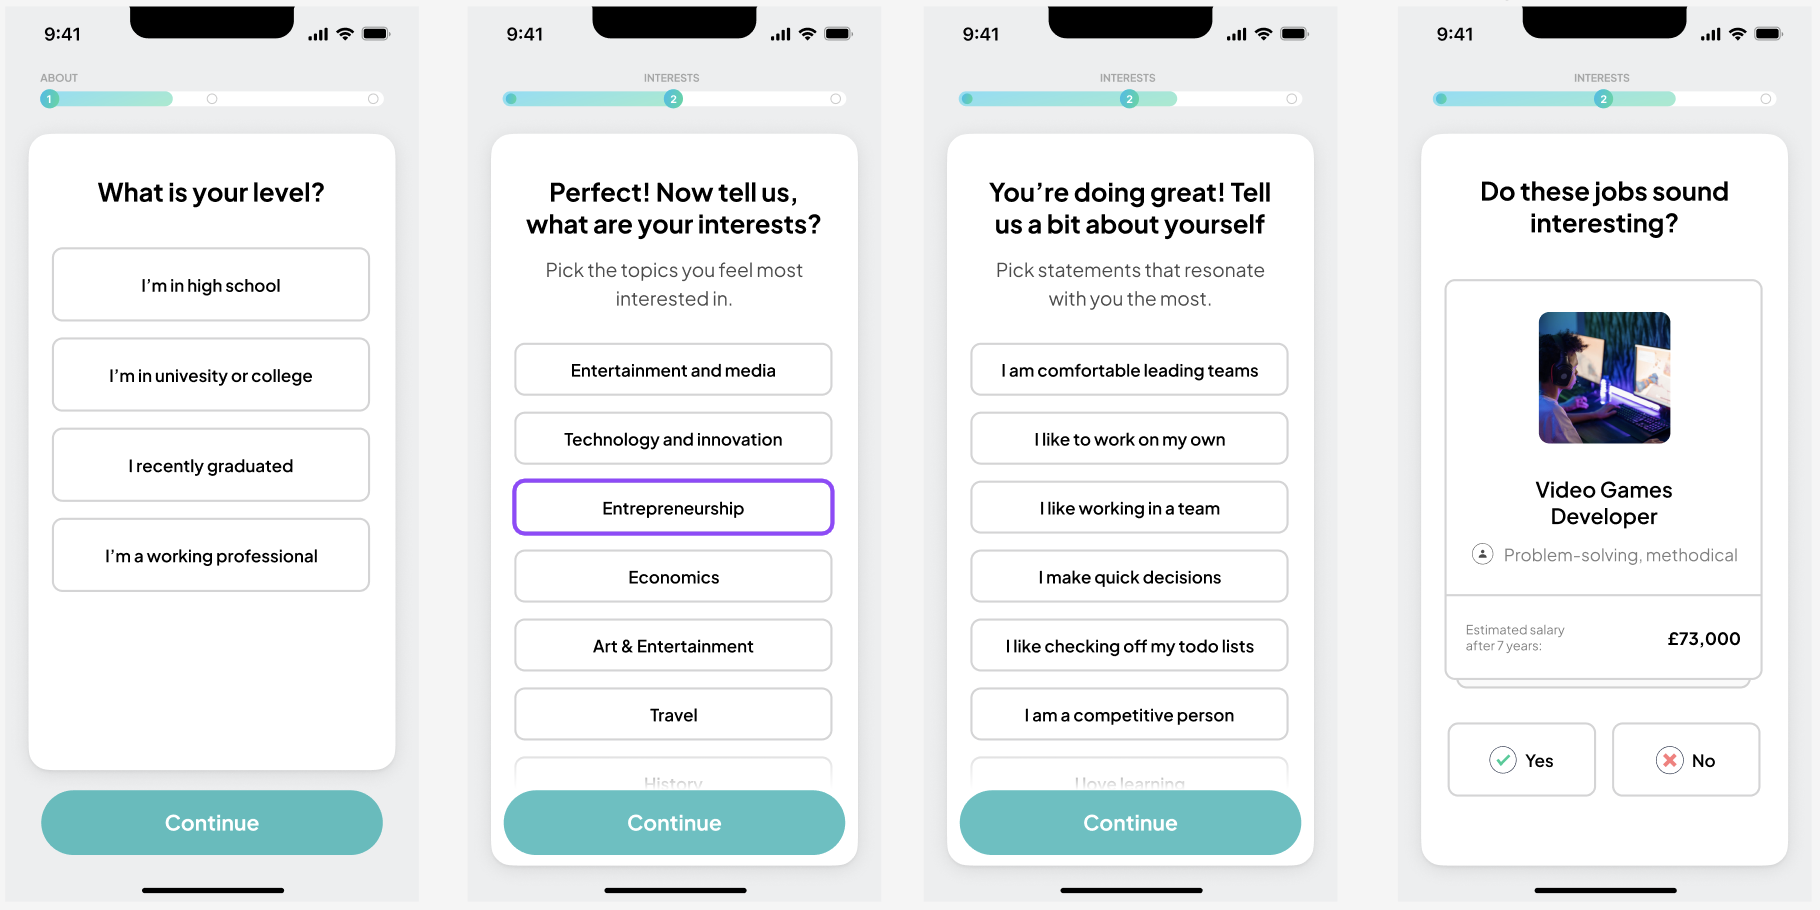 9:41
ABOUT
1
What is your level?
I’m in high school
I’m in univesity or college
I recently graduated
I’m a working professional
Continue
9:41
INTERESTS
2
Perfect! Now tell us,
what are your interests?
Pick the topics you feel most
interested in.
Entertainment and media
Technology and innovation
Entrepreneurship
Economics
Art & Entertainment
Travel
History
Continue
9:41
INTERESTS
2
You’re doing great! Tell
us a bit about yourself
Pick statements that resonate
with you the most.
I am comfortable leading teams
I like to work on my own
I like working in a team
I make quick decisions
I like checking off my todo lists
I am a competitive person
I love learning
Continue
9:41
INTERESTS
2
Do these jobs sound
interesting?
Video Games
Developer
Problem-solving, methodical
Estimated salary
after 7 years:
£73,000
Yes
No